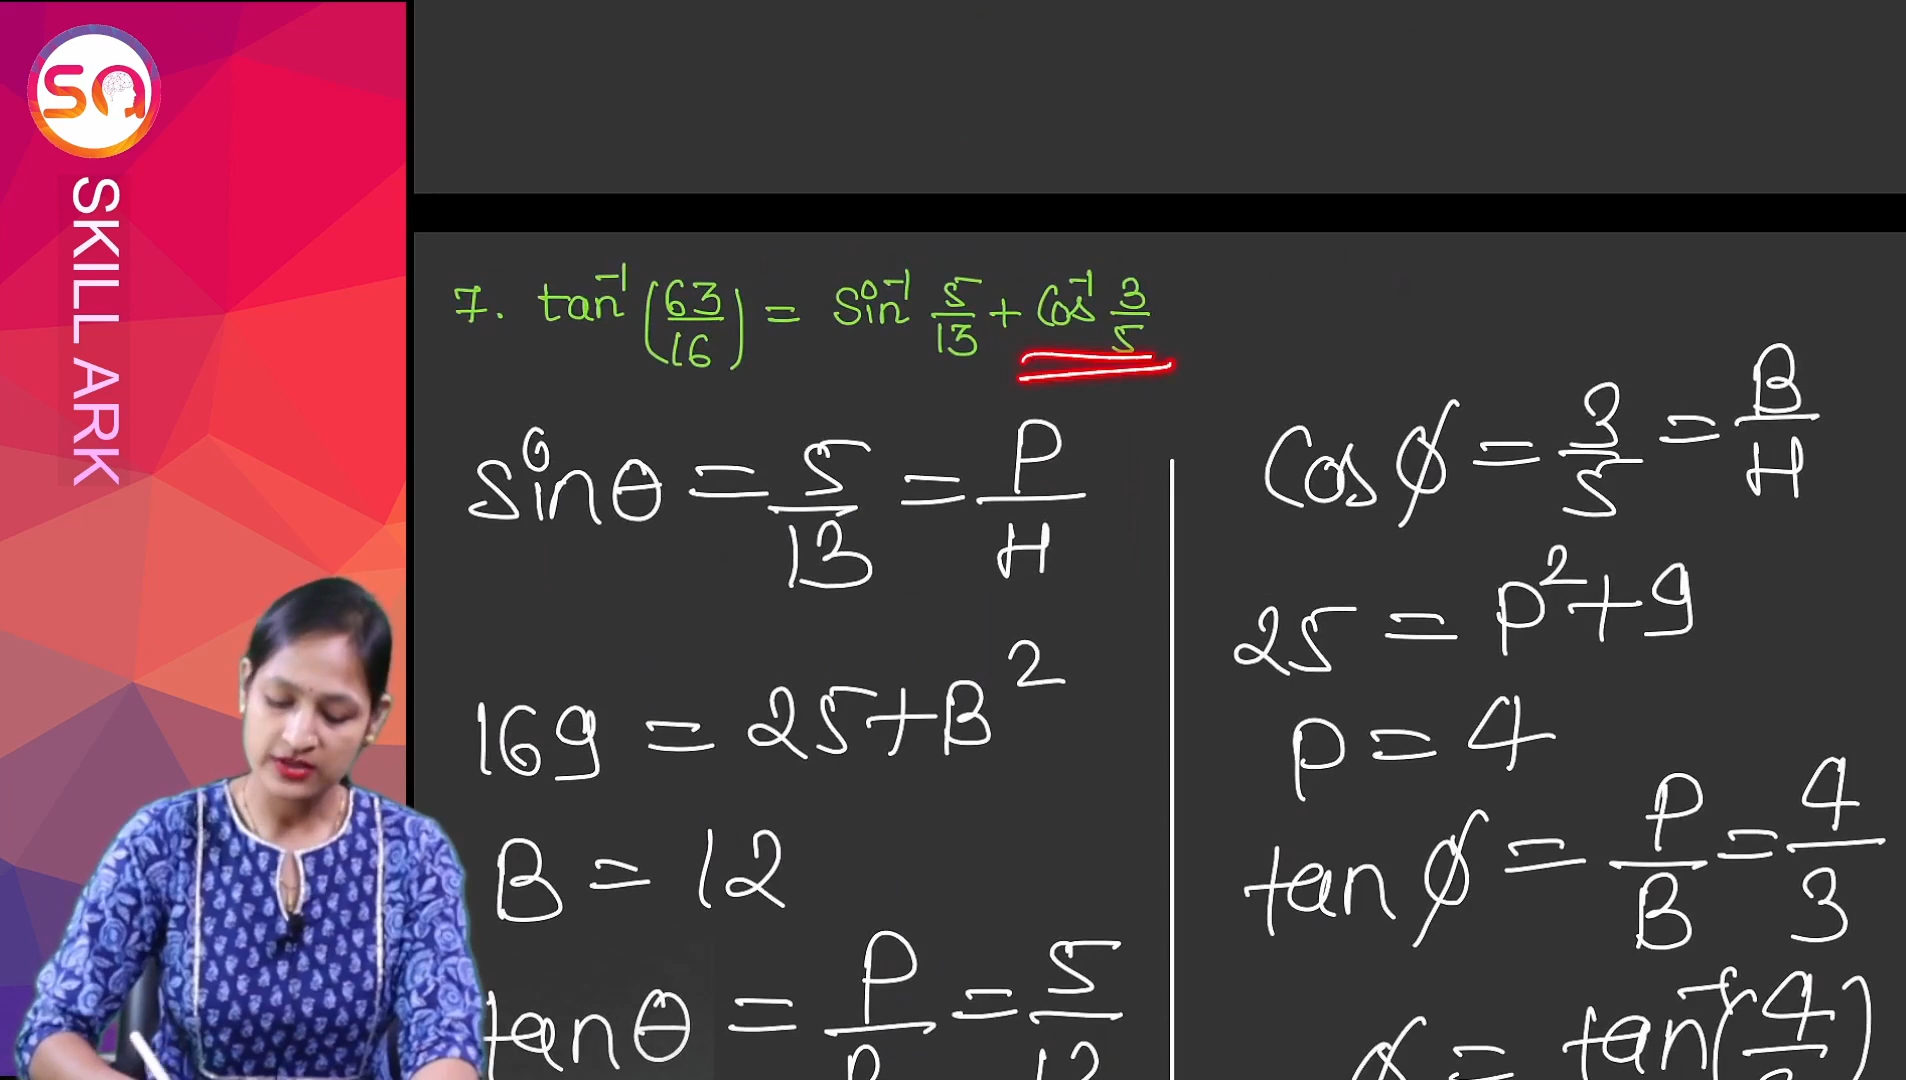 SA
SKILL ARK
7. tan⁻¹ (63/16) = Sin⁻¹ 5/13 + Cos⁻¹ 3/5
sinθ = 5/13 = P/H
169 = 25+B²
B = 12
tanθ = P/B = 5/12
Cosϕ = 3/5 = B/H
25 = P²+9
P = 4
tanϕ = P/B = 4/3
ϕ = tan⁻¹(4/3)